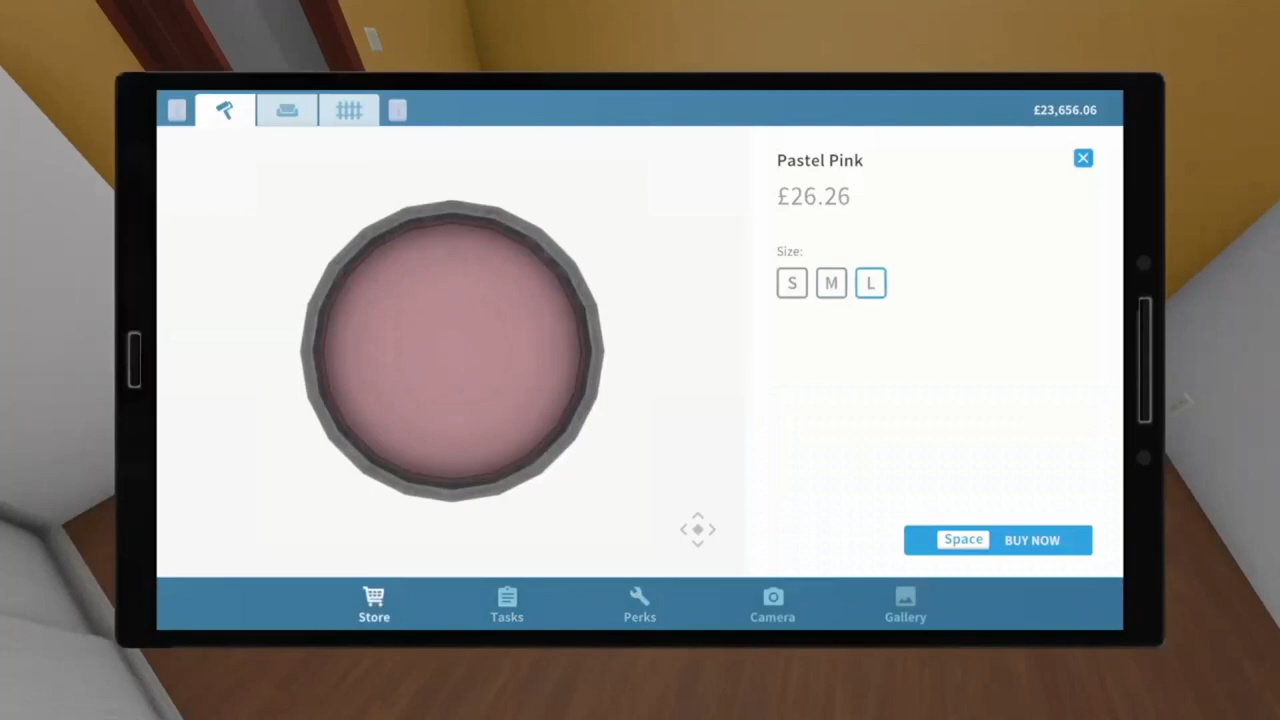 £23,656.06
Pastel Pink
£26.26
Size:
S M L
Space BUY NOW
Store Tasks Perks Camera Gallery